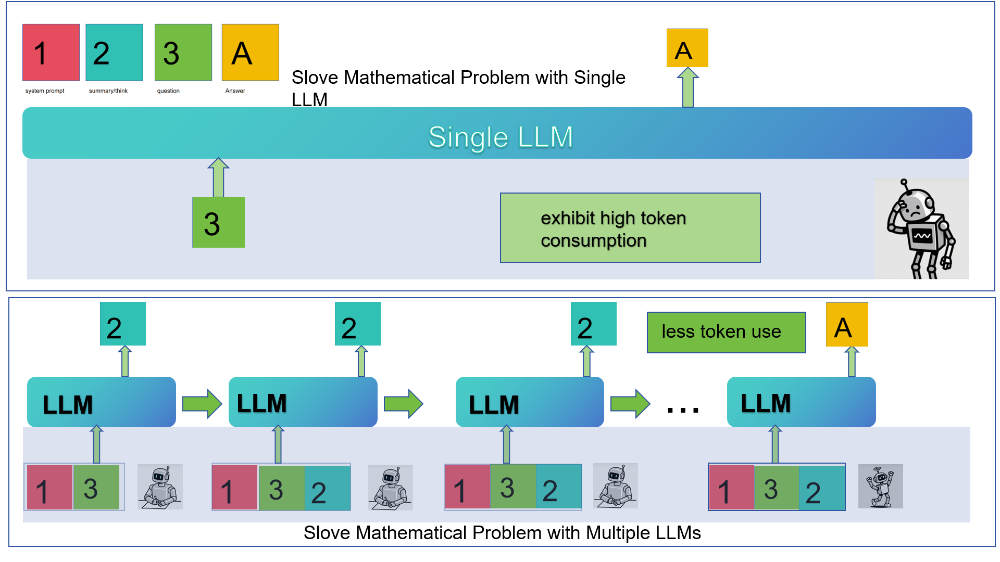 1 2 3 A
system prompt summary/think question Answer
A
Slove Mathematical Problem with Single
LLM
Single LLM
3
exhibit high token
consumption
2 2 2 less token use A
LLM LLM LLM ... LLM
1 3 1 3 2 1 3 2 1 3 2
Slove Mathematical Problem with Multiple LLMs